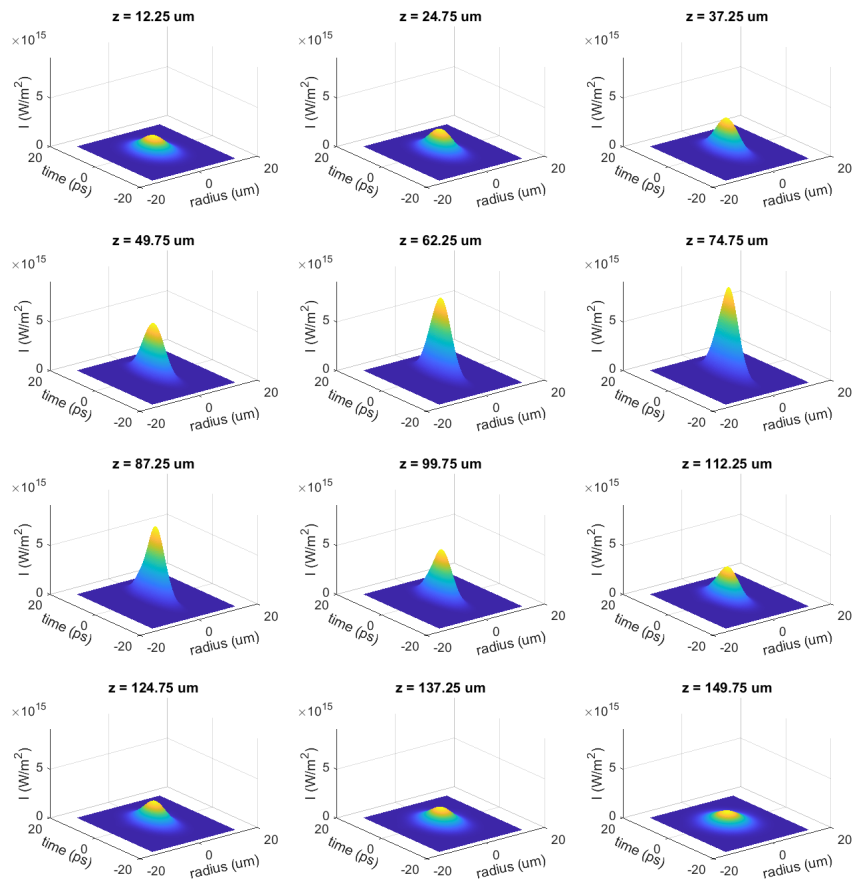 z = 12.25 um
×10^15
5
0
I (W/m^2)
20
0
-20
time (ps)
-20
0
20
radius (um)
z = 24.75 um
×10^15
5
0
I (W/m^2)
20
0
-20
time (ps)
-20
0
20
radius (um)
z = 37.25 um
×10^15
5
0
I (W/m^2)
20
0
-20
time (ps)
-20
0
20
radius (um)
z = 49.75 um
×10^15
5
0
I (W/m^2)
20
0
-20
time (ps)
-20
0
20
radius (um)
z = 62.25 um
×10^15
5
0
I (W/m^2)
20
0
-20
time (ps)
-20
0
20
radius (um)
z = 74.75 um
×10^15
5
0
I (W/m^2)
20
0
-20
time (ps)
-20
0
20
radius (um)
z = 87.25 um
×10^15
5
0
I (W/m^2)
20
0
-20
time (ps)
-20
0
20
radius (um)
z = 99.75 um
×10^15
5
0
I (W/m^2)
20
0
-20
time (ps)
-20
0
20
radius (um)
z = 112.25 um
×10^15
5
0
I (W/m^2)
20
0
-20
time (ps)
-20
0
20
radius (um)
z = 124.75 um
×10^15
5
0
I (W/m^2)
20
0
-20
time (ps)
-20
0
20
radius (um)
z = 137.25 um
×10^15
5
0
I (W/m^2)
20
0
-20
time (ps)
-20
0
20
radius (um)
z = 149.75 um
×10^15
5
0
I (W/m^2)
20
0
-20
time (ps)
-20
0
20
radius (um)